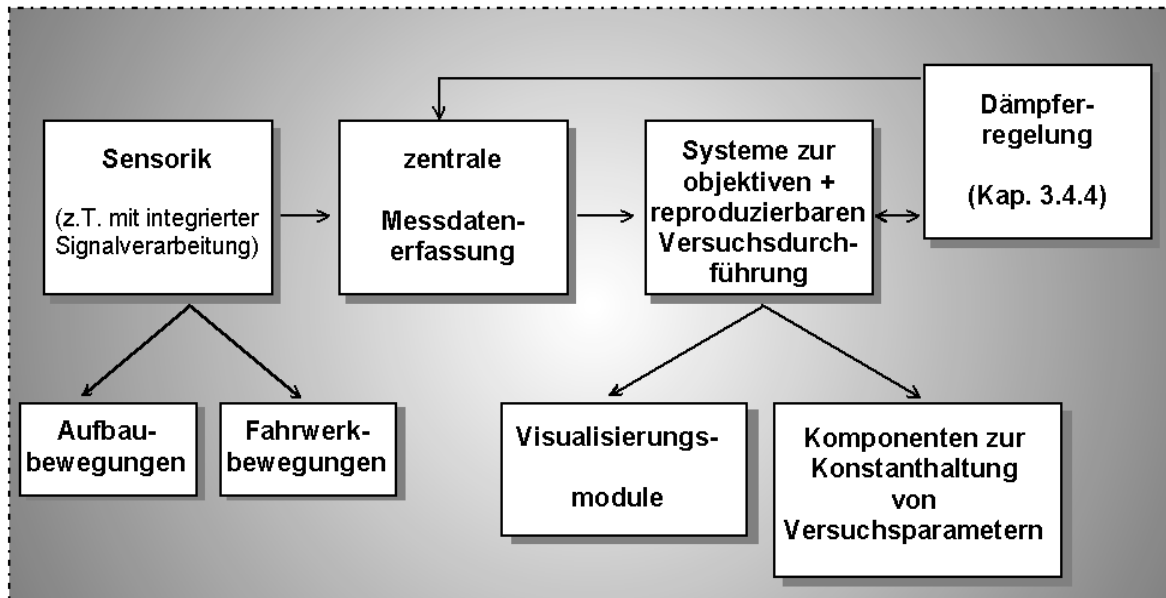 Sensorik
(z.T. mit integrierter
Signalverarbeitung)
zentrale
Messdaten-
erfassung
Systeme zur
objektiven +
reproduzierbaren
Versuchsdurch-
führung
Dämpfer-
regelung
(Kap. 3.4.4)
Aufbau-
bewegungen
Fahrwerk-
bewegungen
Visualisierungs-
module
Komponenten zur
Konstanthaltung
von
Versuchsparametern